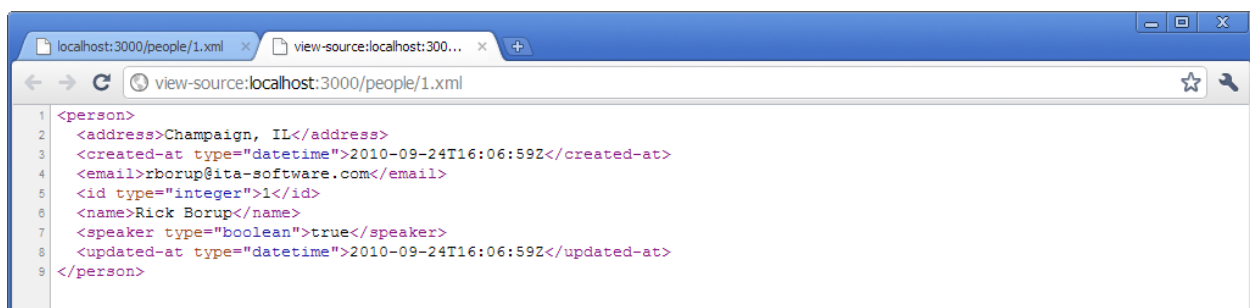 localhost:3000/people/1.xml
view-source:localhost:300...
view-source:localhost:3000/people/1.xml
1 <person>
2 <address>Champaign, IL</address>
3 <created-at type="datetime">2010-09-24T16:06:59Z</created-at>
4 <email>rborup@ita-software.com</email>
5 <id type="integer">1</id>
6 <name>Rick Borup</name>
7 <speaker type="boolean">true</speaker>
8 <updated-at type="datetime">2010-09-24T16:06:59Z</updated-at>
9 </person>